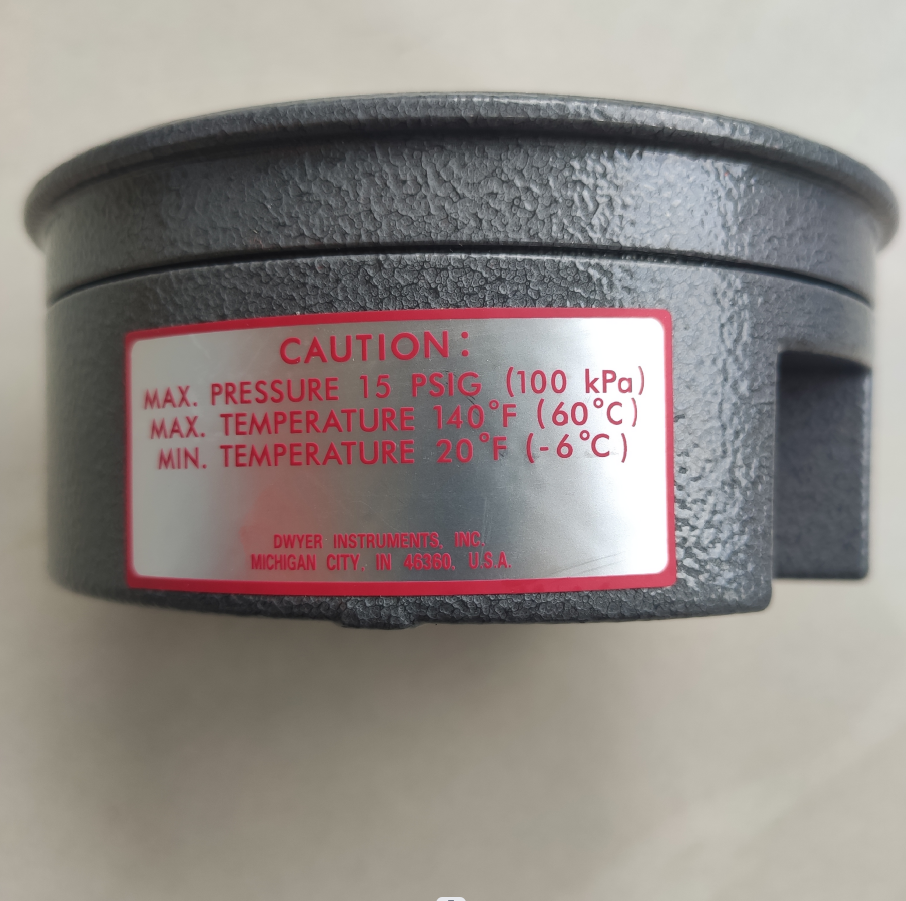 CAUTION:
MAX. PRESSURE 15 PSIG (100 kPa)
MAX. TEMPERATURE 140°F (60°C)
MIN. TEMPERATURE 20°F (-6°C)
DWYER INSTRUMENTS, INC.
MICHIGAN CITY, IN 46360, U.S.A.